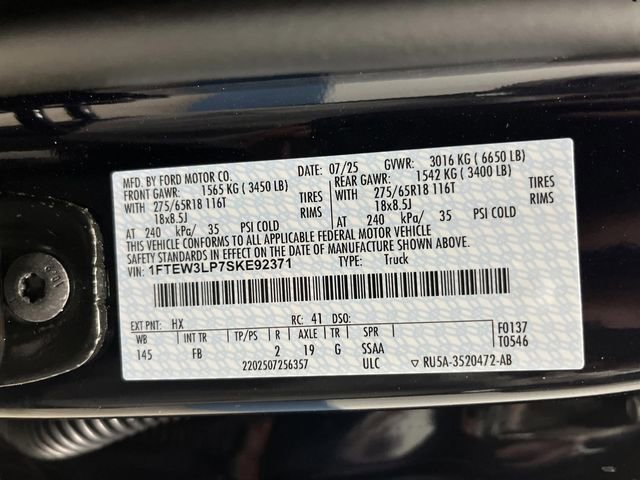 MFD. BY FORD MOTOR CO.
DATE: 07/25 GVWR: 3016 KG ( 6650 LB)
FRONT GAWR: 1565 KG ( 3450 LB)
WITH 275/65R18 116T TIRES
18x8.5J RIMS
AT 240 kPa/ 35 PSI COLD
REAR GAWR: 1542 KG ( 3400 LB)
WITH 275/65R18 116T TIRES
18x8.5J RIMS
AT 240 kPa/ 35 PSI COLD
THIS VEHICLE CONFORMS TO ALL APPLICABLE FEDERAL MOTOR VEHICLE
SAFETY STANDARDS IN EFFECT ON THE DATE OF MANUFACTURE SHOWN ABOVE.
VIN: 1FTEW3LP7SKE92371 TYPE: Truck
EXT PNT: HX RC: 41 DSO:
WB INT TR TP/PS R AXLE TR SPR
145 FB 2 19 G SSAA
2202507256357 ULC
F0137
T0546
▽ RU5A-3520472-AB